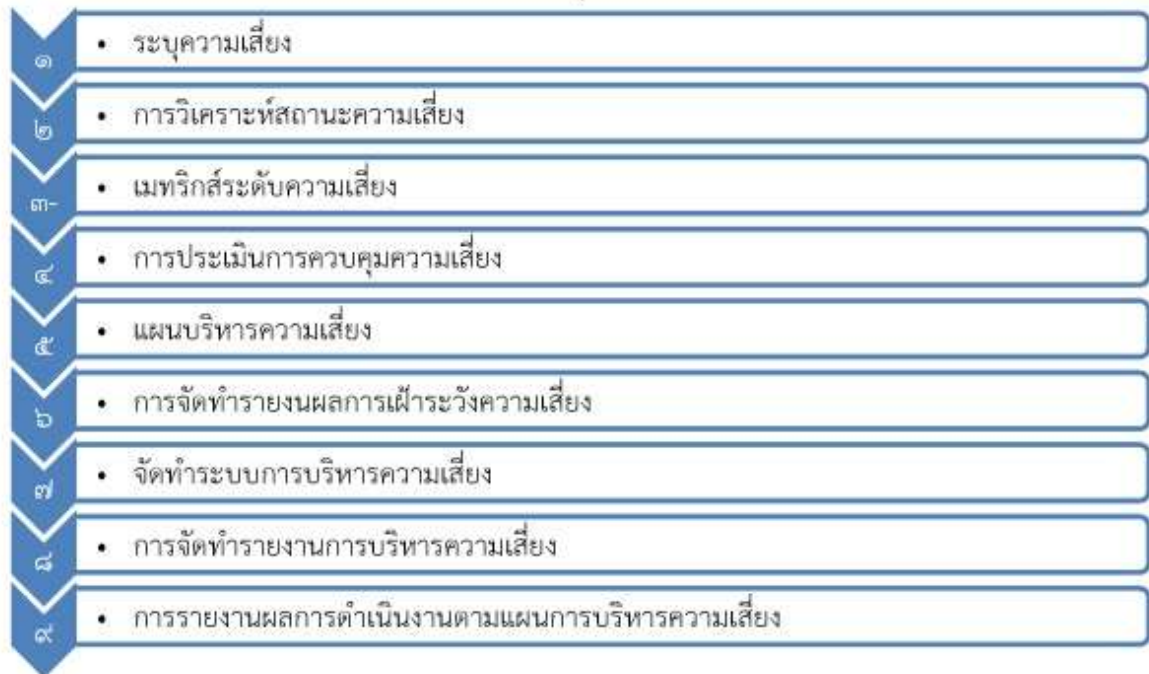 ๑
• ระบุความเสี่ยง
๒
• การวิเคราะห์สถานะความเสี่ยง
๓-
• เมทริกส์ระดับความเสี่ยง
๔
• การประเมินการควบคุมความเสี่ยง
๕
• แผนบริหารความเสี่ยง
๖
• การจัดทำรายงนผลการเฝ้าระวังความเสี่ยง
๗
• จัดทำระบบการบริหารความเสี่ยง
๘
• การจัดทำรายงานการบริหารความเสี่ยง
๙
• การรายงานผลการดำเนินงานตามแผนการบริหารความเสี่ยง